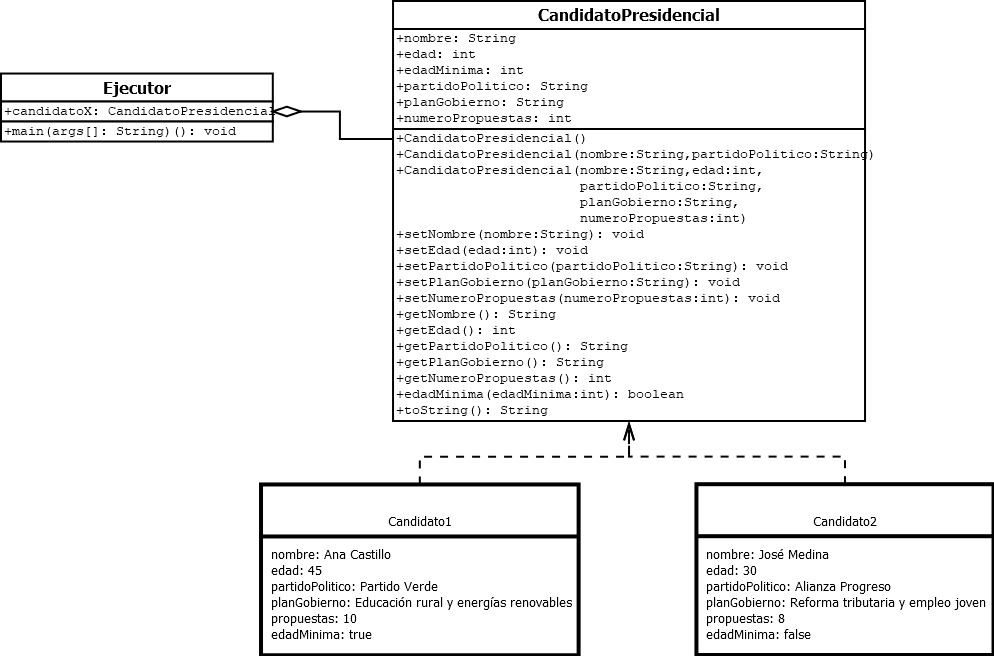 CandidatoPresidencial
+nombre: String
+edad: int
+edadMinima: int
+partidoPolitico: String
+planGobierno: String
+numeroPropuestas: int
+CandidatoPresidencial()
+CandidatoPresidencial(nombre:String,partidoPolitico:String)
+CandidatoPresidencial(nombre:String,edad:int,
partidoPolitico:String,
planGobierno:String,
numeroPropuestas:int)
+setNombre(nombre:String): void
+setEdad(edad:int): void
+setPartidoPolitico(partidoPolitico:String): void
+setPlanGobierno(planGobierno:String): void
+setNumeroPropuestas(numeroPropuestas:int): void
+getNombre(): String
+getEdad(): int
+getPartidoPolitico(): String
+getPlanGobierno(): String
+getNumeroPropuestas(): int
+edadMinima(edadMinima:int): boolean
+toString(): String
Ejecutor
+candidatoX: CandidatoPresidencial
+main(args[]: String)(): void
Candidato1
nombre: Ana Castillo
edad: 45
partidoPolitico: Partido Verde
planGobierno: Educación rural y energías renovables
propuestas: 10
edadMinima: true
Candidato2
nombre: José Medina
edad: 30
partidoPolitico: Alianza Progreso
planGobierno: Reforma tributaria y empleo joven
propuestas: 8
edadMinima: false